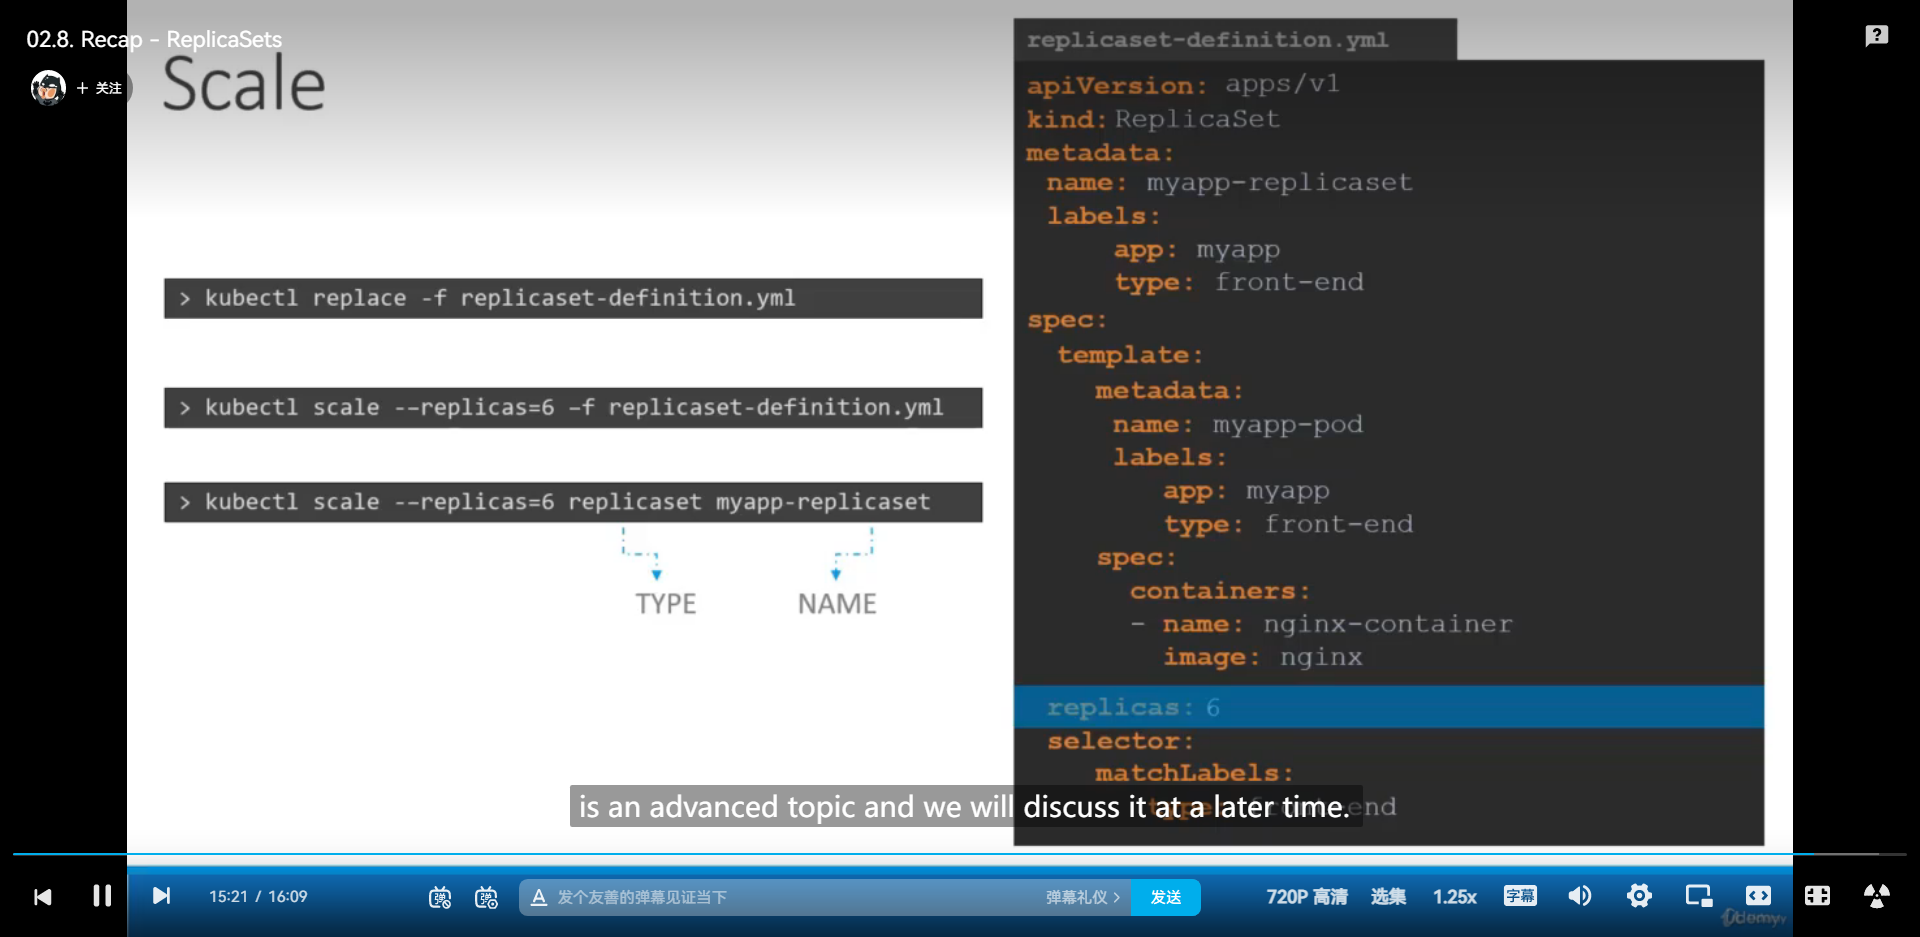 02.8. Recap - ReplicaSets
+ 关注
Scale
> kubectl replace -f replicaset-definition.yml
> kubectl scale --replicas=6 -f replicaset-definition.yml
> kubectl scale --replicas=6 replicaset myapp-replicaset
TYPE NAME
replicaset-definition.yml
apiVersion: apps/v1
kind: ReplicaSet
metadata:
name: myapp-replicaset
labels:
app: myapp
type: front-end
spec:
template:
metadata:
name: myapp-pod
labels:
app: myapp
type: front-end
spec:
containers:
- name: nginx-container
image: nginx
replicas: 6
selector:
matchLabels:
type: front-end
is an advanced topic and we will discuss it at a later time.
15:21 / 16:09
弹
弹
A 发个友善的弹幕见证当下 弹幕礼仪 > 发送
720P 高清 选集 1.25x 字幕
Udemy